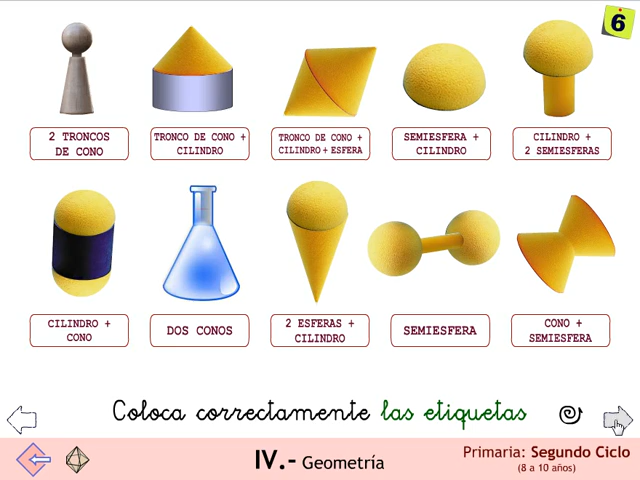 6
2 TRONCOS
DE CONO
TRONCO DE CONO +
CILINDRO
TRONCO DE CONO +
CILINDRO + ESFERA
SEMIESFERA +
CILINDRO
CILINDRO +
2 SEMIESFERAS
CILINDRO +
CONO
DOS CONOS
2 ESFERAS +
CILINDRO
SEMIESFERA
CONO +
SEMIESFERA
Coloca correctamente las etiquetas
IV.- Geometría
Primaria: Segundo Ciclo
(8 a 10 años)